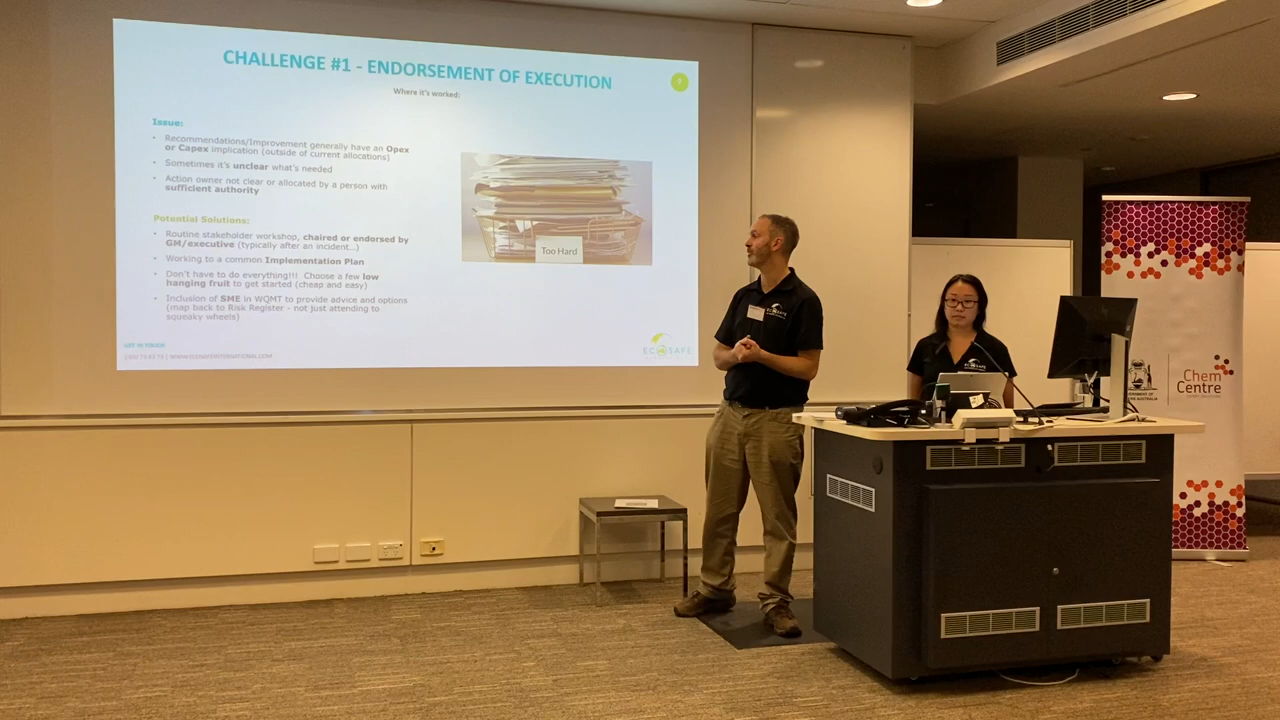 CHALLENGE #1 - ENDORSEMENT OF EXECUTION
Where it's worked:
Issue:
• Recommendations/Improvement generally have an Opex
or Capex implication (outside of current allocations)
• Sometimes it's unclear what's needed
• Action owner not clear or allocated by a person with
sufficient authority
Potential Solutions:
• Routine stakeholder workshop, chaired or endorsed by
GM/executive (typically after an incident...)
• Working to a common Implementation Plan
• Don't have to do everything!!! Choose a few low
hanging fruit to get started (cheap and easy)
• Inclusion of SME in WQMT to provide advice and options
(map back to Risk Register - not just attending to
squeaky wheels)
Too Hard
GET IN TOUCH
WWW.ECOSAFEINTERNATIONAL.COM
ECOSAFE
Chem
Centre